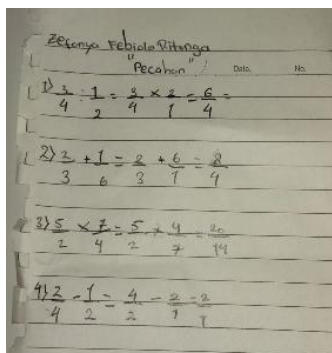 Zefanya Febiola Ritonga
"Pecahan"
Date. No.
1) 3/4 : 1/2 = 3/4 × 2/1 = 6/4 =
2) 2/3 + 1/6 = 2/3 + 6/1 = 8/4
3) 5/2 × 7/4 = 5/2 × 4/7 = 20/14
4) 2/4 - 1/2 = 4/2 - 2/1 = 2/1